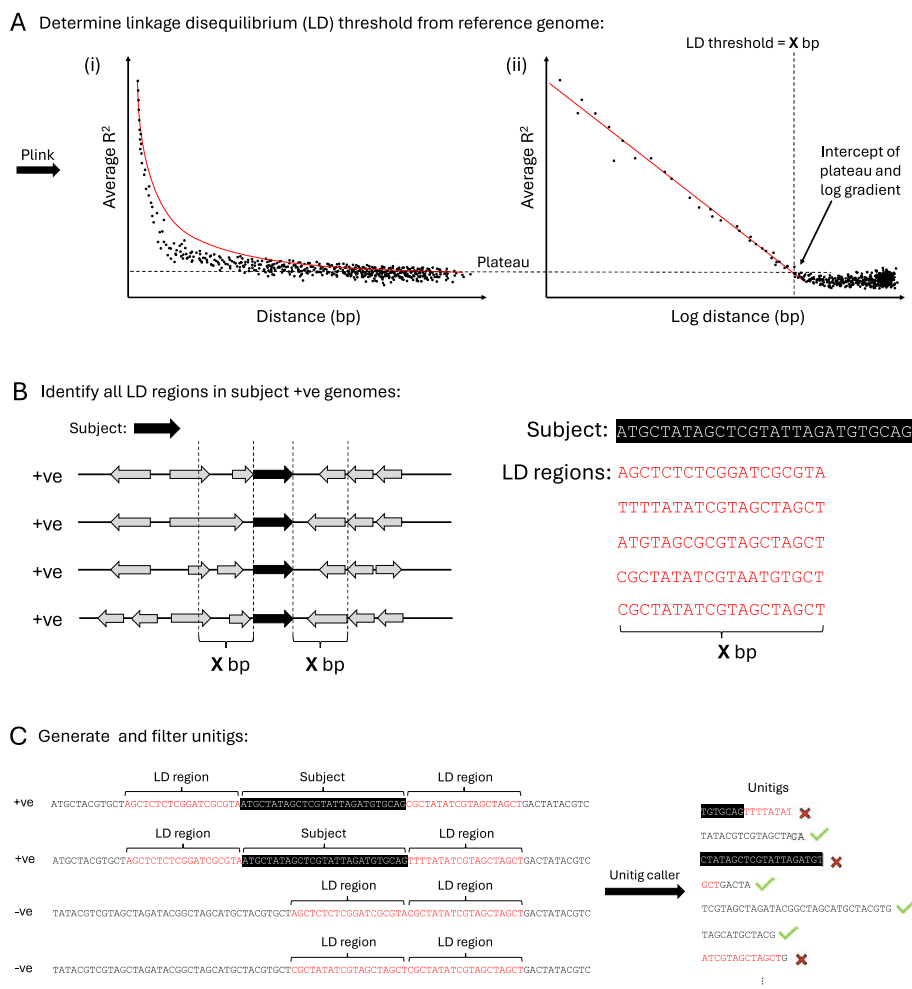 A Determine linkage disequilibrium (LD) threshold from reference genome:
LD threshold = X bp
(i)
(ii)
Plink
Average R²
Average R²
Intercept of
plateau and
log gradient
Plateau
Distance (bp)
Log distance (bp)
B Identify all LD regions in subject +ve genomes:
Subject:
+ve
+ve
+ve
+ve
X bp
X bp
Subject: ATGCTATAGCTCGTATTAGATGTGCAG
LD regions: AGCTCTCTCGGATCGCGTA
TTTTATATCGTAGCTAGCT
ATGTAGCGCGTAGCTAGCT
CGCTATATCGTAATGTGCT
CGCTATATCGTAGCTAGCT
X bp
C Generate and filter unitigs:
LD region Subject LD region
+ve ATGCTACGTGCTAGCTCTCTCGGATCGCGTAATGCTATAGCTCGTATTAGATGTGCAGCGCTATATCGTAGCTAGCTGACTATACGTC
LD region Subject LD region
+ve ATGCTACGTGCTAGCTCTCTCGGATCGCGTAATGCTATAGCTCGTATTAGATGTGCAGTTTTATATCGTAGCTAGCTGACTATACGTC
LD region LD region
-ve TATACGTCGTAGCTAGATACGGCTAGCATGCTACGTGCTAGCTCTCTCGGATCGCGTACGCTATATCGTAGCTAGCTGACTATACGTC
LD region LD region
-ve TATACGTCGTAGCTAGATACGGCTAGCATGCTACGTGCTCGCTATATCGTAGCTAGCTCGCTATATCGTAGCTAGCTGACTATACGTC
Unitig caller
Unitigs
TGTGCAGTTTTATAT
TATACGTCGTAGCTAGA
CTATAGCTCGTATTAGATGT
GCTGACTA
TCGTAGCTAGATACGGCTAGCATGCTACGTG
TAGCATGCTACG
ATCGTAGCTAGCTG